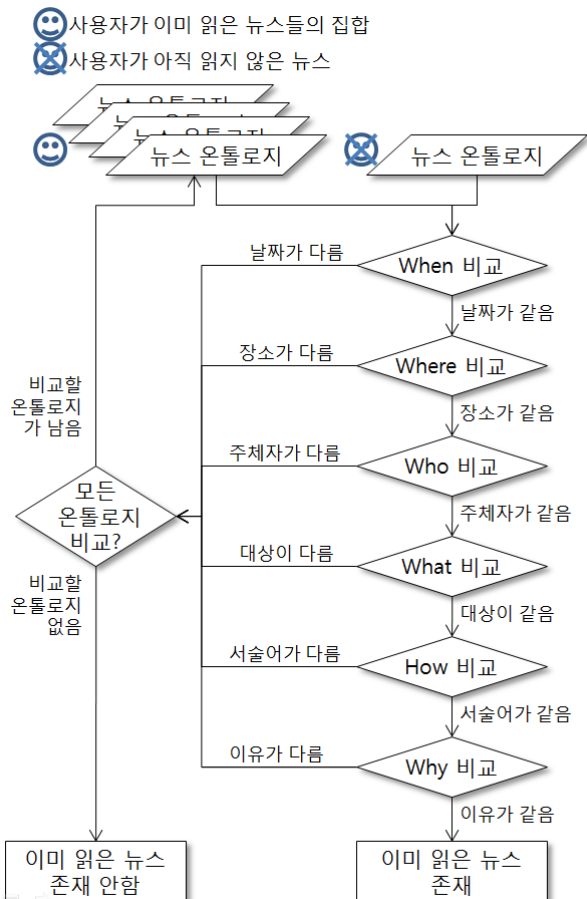 사용자가 이미 읽은 뉴스들의 집합
사용자가 아직 읽지 않은 뉴스
뉴스 온톨로지
뉴스 온톨로지
When 비교
날짜가 다름
날짜가 같음
Where 비교
장소가 다름
장소가 같음
Who 비교
주체자가 다름
주체자가 같음
What 비교
대상이 다름
대상이 같음
How 비교
서술어가 다름
서술어가 같음
Why 비교
이유가 다름
이유가 같음
비교할
온톨로지
가 남음
모든
온톨로지
비교?
비교할
온톨로지
없음
이미 읽은 뉴스
존재 안함
이미 읽은 뉴스
존재